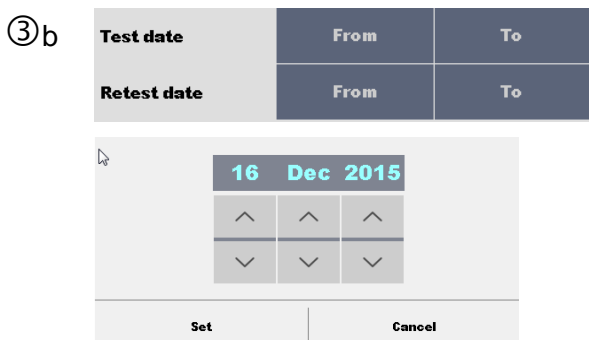 ③b
Test date From To
Retest date From To
16 Dec 2015
Set Cancel